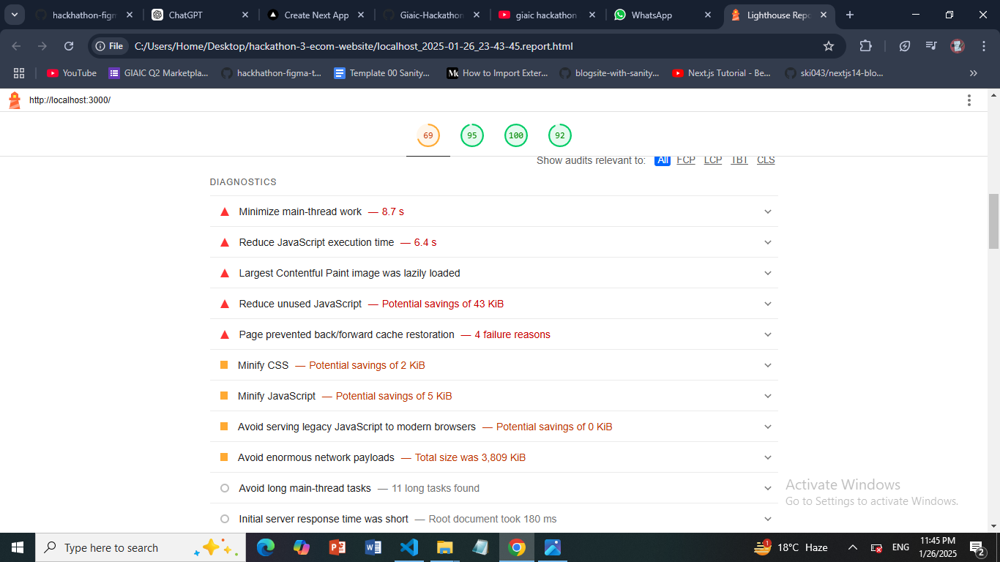 hackhathon-figm
ChatGPT
Create Next App
Giaic-Hackathon
giaic hackathon
WhatsApp
Lighthouse Repo
File
C:/Users/Home/Desktop/hackathon-3-ecom-website/localhost_2025-01-26_23-43-45.report.html
YouTube
GIAIC Q2 Marketpla...
hackhathon-figma-t...
Template 00 Sanity...
How to Import Exter...
blogsite-with-sanity...
Next.js Tutorial - Be...
ski043/nextjs14-blo...
http://localhost:3000/
69
95
100
92
Show audits relevant to: All FCP LCP TBT CLS
DIAGNOSTICS
Minimize main-thread work — 8.7 s
Reduce JavaScript execution time — 6.4 s
Largest Contentful Paint image was lazily loaded
Reduce unused JavaScript — Potential savings of 43 KiB
Page prevented back/forward cache restoration — 4 failure reasons
Minify CSS — Potential savings of 2 KiB
Minify JavaScript — Potential savings of 5 KiB
Avoid serving legacy JavaScript to modern browsers — Potential savings of 0 KiB
Avoid enormous network payloads — Total size was 3,809 KiB
Avoid long main-thread tasks — 11 long tasks found
Initial server response time was short — Root document took 180 ms
Activate Windows
Go to Settings to activate Windows.
Type here to search
1
18°C Haze
ENG
11:45 PM
1/26/2025
2